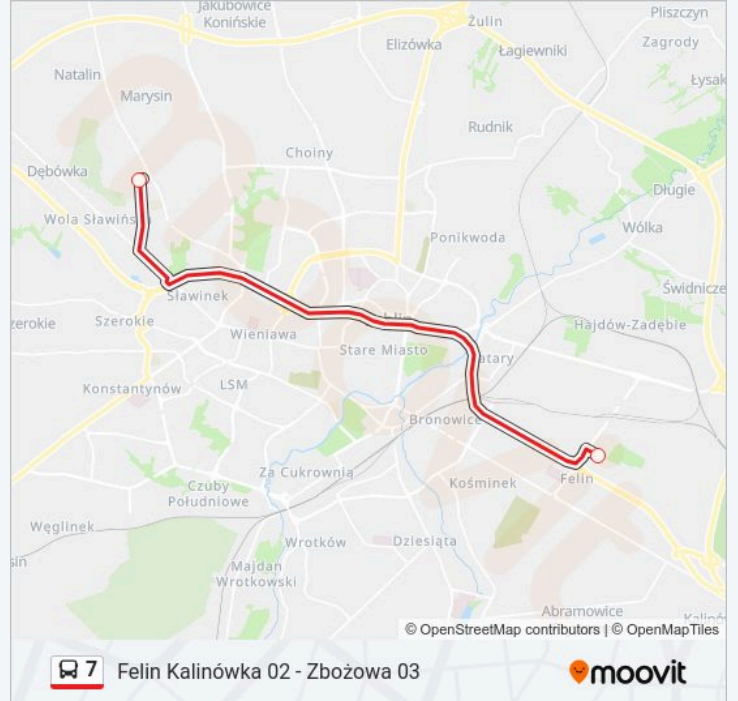 Jakubowice
Konińskie
Żulin
Pliszczyn
Elizówka
Zagrody
Łagiewniki
Natalin
Łysak
Marysin
Rudnik
Choiny
Dębówka
Długie
Wola Sławińs
Ponikwoda
Wólka
Świdnicze
Sławinek
zerokie
Szerokie
Hajdów-Zadębie
Wieniawa
Stare Miasto
atary
LSM
Konstantynów
Bronowice
Za Cukrownią
Czuby
Południowe
Kośminek
Felin
Węglinek
Wrotków
Dziesiąta
Majdan
Wrotkowski
Abramowice
© OpenStreetMap contributors | © OpenMapTiles
7 Felin Kalinówka 02 - Zbożowa 03
moovit